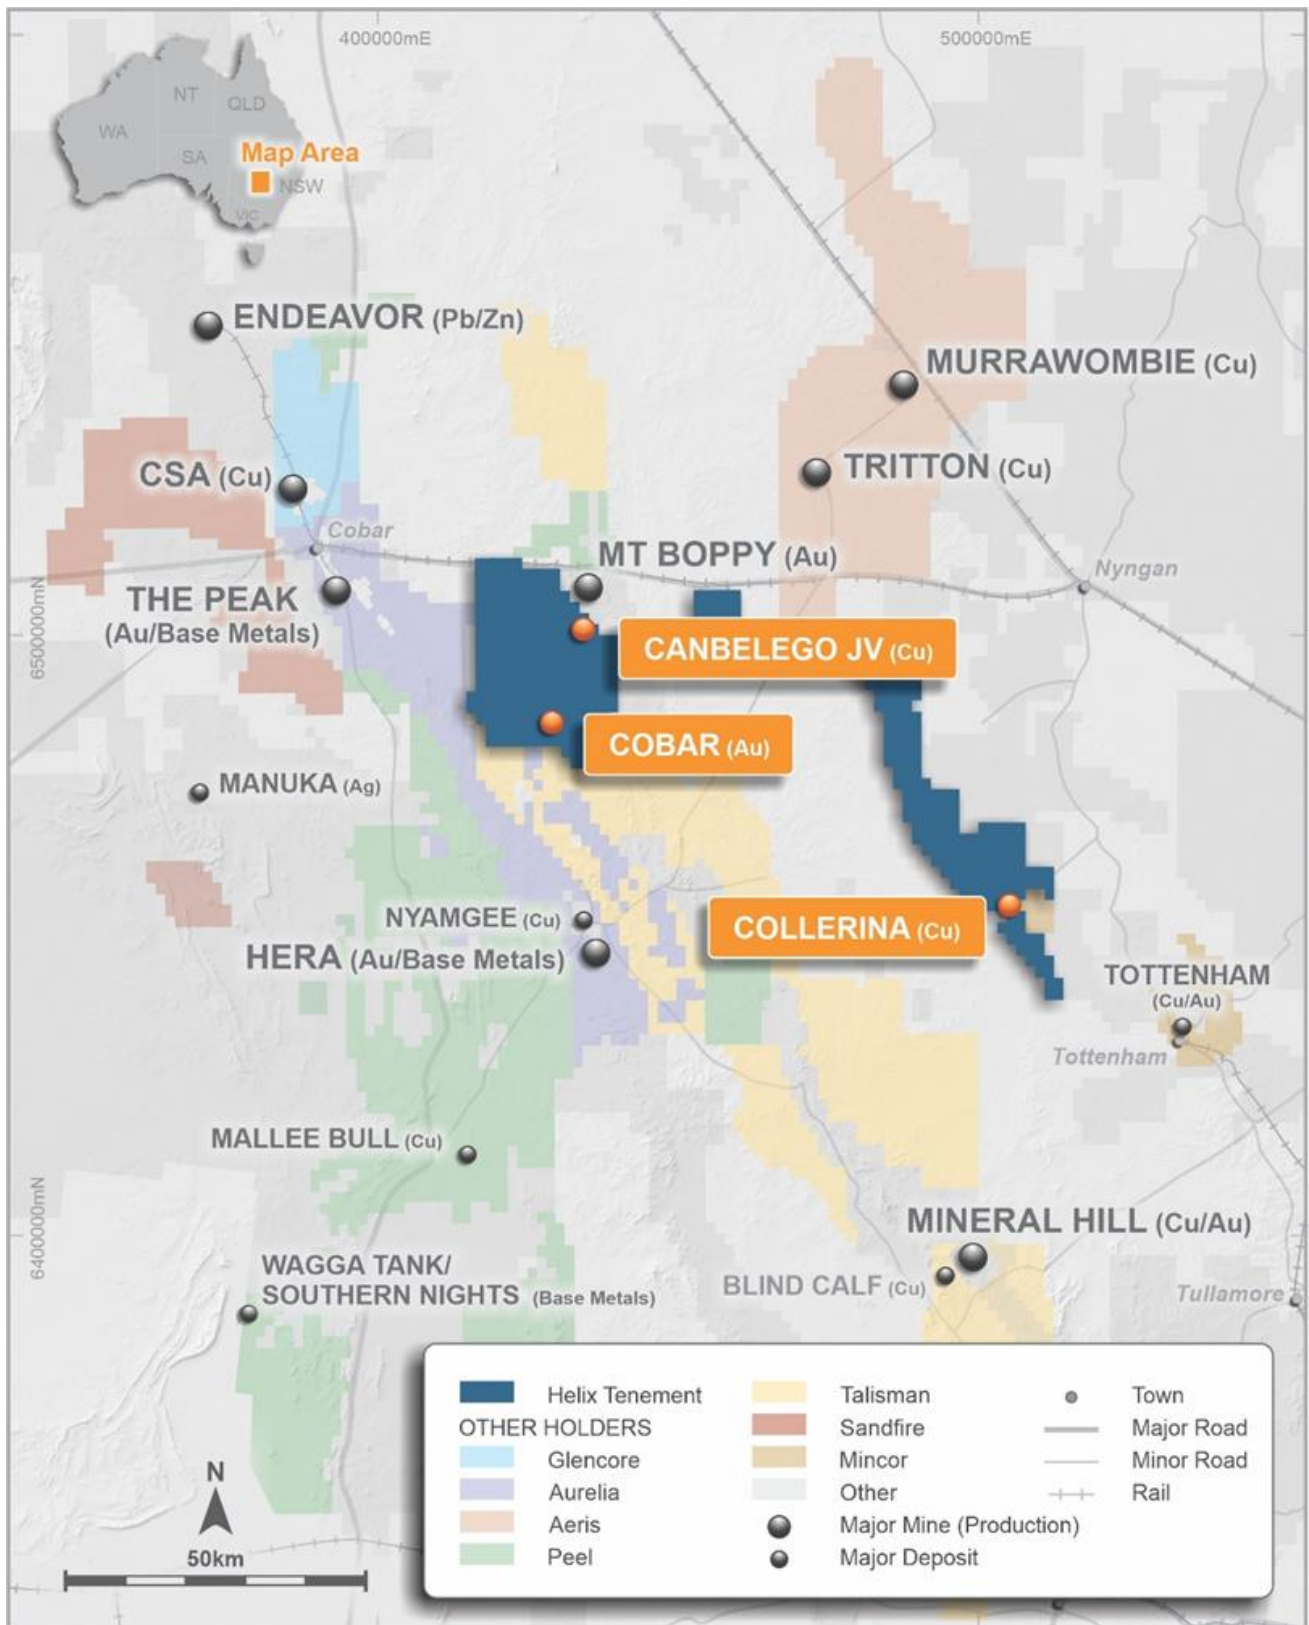 400000mE
500000mE
NT
QLD
WA
SA
Map Area
NSW
VIC
ENDEAVOR (Pb/Zn)
MURRAWOMBIE (Cu)
CSA (Cu)
TRITTON (Cu)
Cobar
MT BOPPY (Au)
Nyngan
6500000mN
THE PEAK
(Au/Base Metals)
CANBELEGO JV (Cu)
COBAR (Au)
MANUKA (Ag)
NYAMGEE (Cu)
COLLERINA (Cu)
HERA (Au/Base Metals)
TOTTENHAM
(Cu/Au)
Tottenham
MALLEE BULL (Cu)
6400000mN
MINERAL HILL (Cu/Au)
WAGGA TANK/
SOUTHERN NIGHTS (Base Metals)
BLIND CALF (Cu)
Tullamore
Helix Tenement
OTHER HOLDERS
Glencore
Aurelia
Aeris
Peel
Talisman
Sandfire
Mincor
Other
Major Mine (Production)
Major Deposit
Town
Major Road
Minor Road
Rail
N
50km